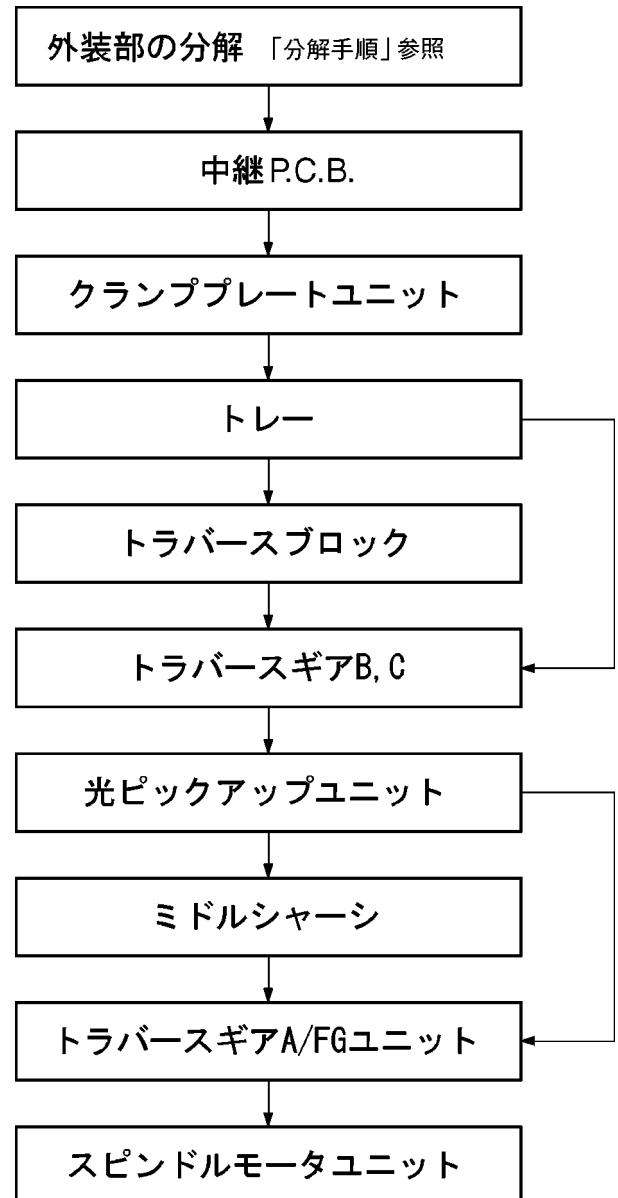 外装部の分解 「分解手順」参照
中継P.C.B.
クランププレートユニット
トレー
トラバースブロック
トラバースギアB,C
光ピックアップユニット
ミドルシャーシ
トラバースギアA/FGユニット
スピンドルモータユニット